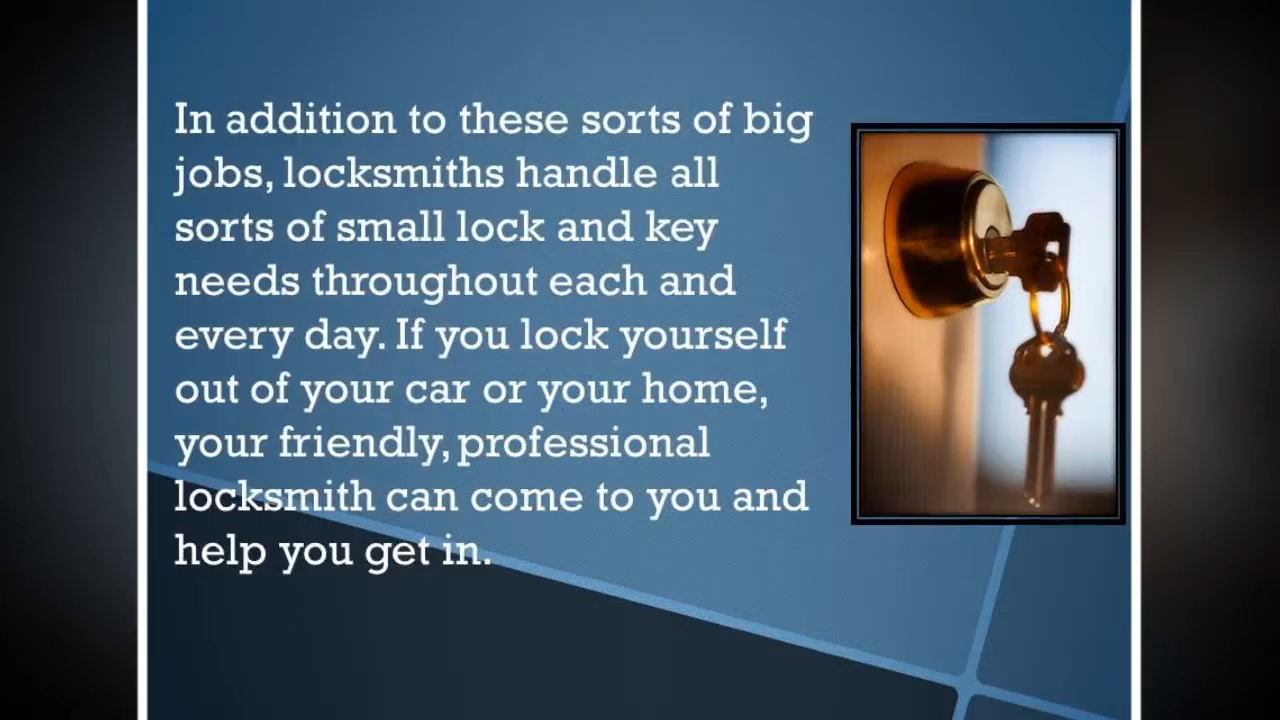 In addition to these sorts of big
jobs, locksmiths handle all
sorts of small lock and key
needs throughout each and
every day. If you lock yourself
out of your car or your home,
your friendly, professional
locksmith can come to you and
help you get in.